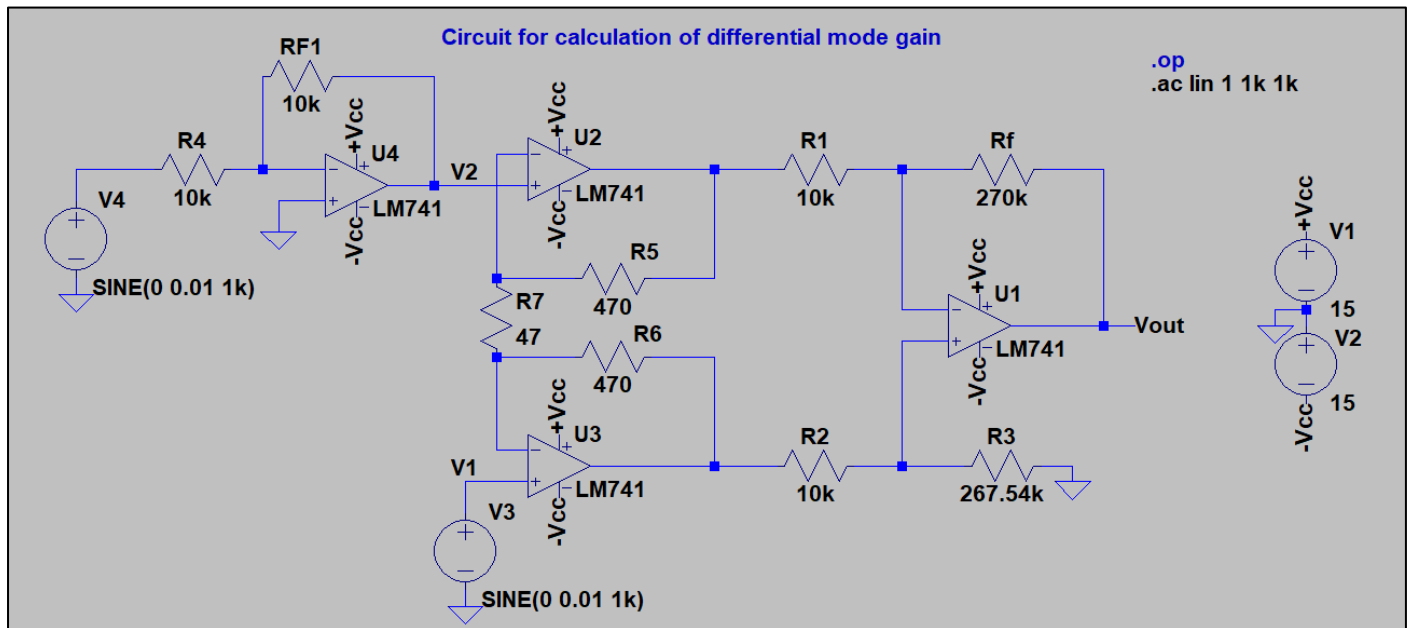 Circuit for calculation of differential mode gain
.op
.ac lin 1 1k 1k
RF1
10k
R4
10k
V4
SINE(0 0.01 1k)
+Vcc
U4
LM741
-Vcc
V2
+Vcc
U2
LM741
-Vcc
R1
10k
Rf
270k
R5
470
R7
47
R6
470
+Vcc
U1
LM741
-Vcc
Vout
+Vcc
V1
15
V2
15
-Vcc
+Vcc
U3
LM741
-Vcc
V1
V3
SINE(0 0.01 1k)
R2
10k
R3
267.54k